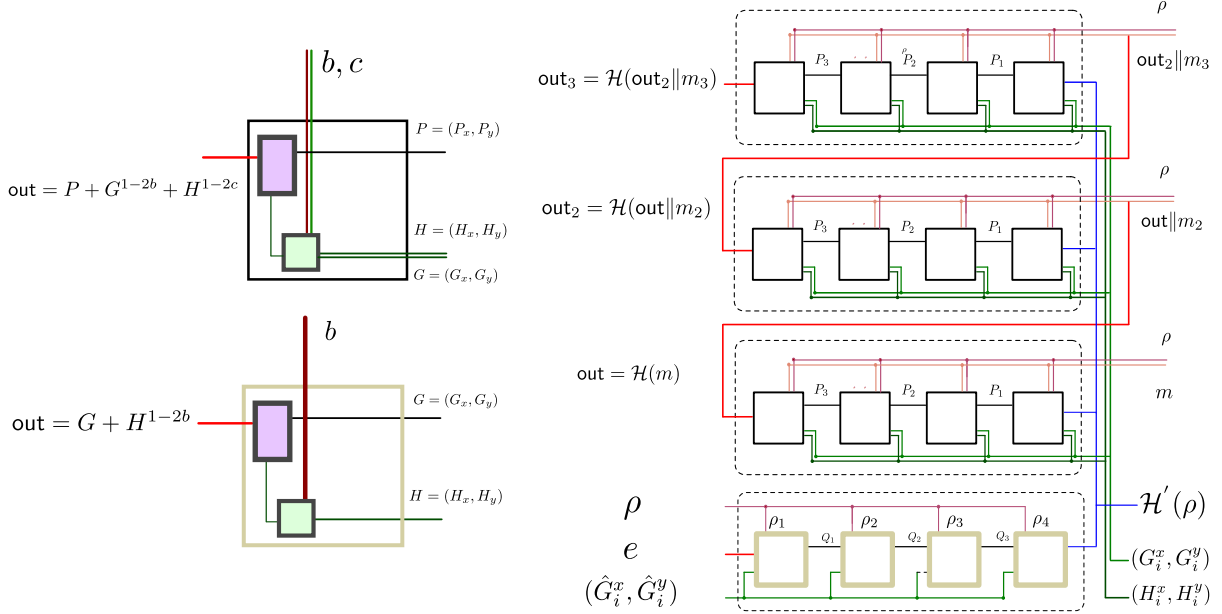 b, c
P = (P_x, P_y)
out = P + G^{1−2b} + H^{1−2c}
H = (H_x, H_y)
G = (G_x, G_y)
b
G = (G_x, G_y)
out = G + H^{1−2b}
H = (H_x, H_y)
ρ
out_3 = ℋ(out_2‖m_3)
P_3 . . ρ P_2 P_1
out_2‖m_3
ρ
out_2 = ℋ(out‖m_2)
P_3 . . P_2 P_1
out‖m_2
ρ
out = ℋ(m)
P_3 . . P_2 P_1
m
ρ
ρ_1 ρ_2 ρ_3 ρ_4
ℋ'(ρ)
e
Q_1 Q_2 Q_3
(G_i^x, G_i^y)
(Ĝ_i^x, Ĝ_i^y)
(H_i^x, H_i^y)